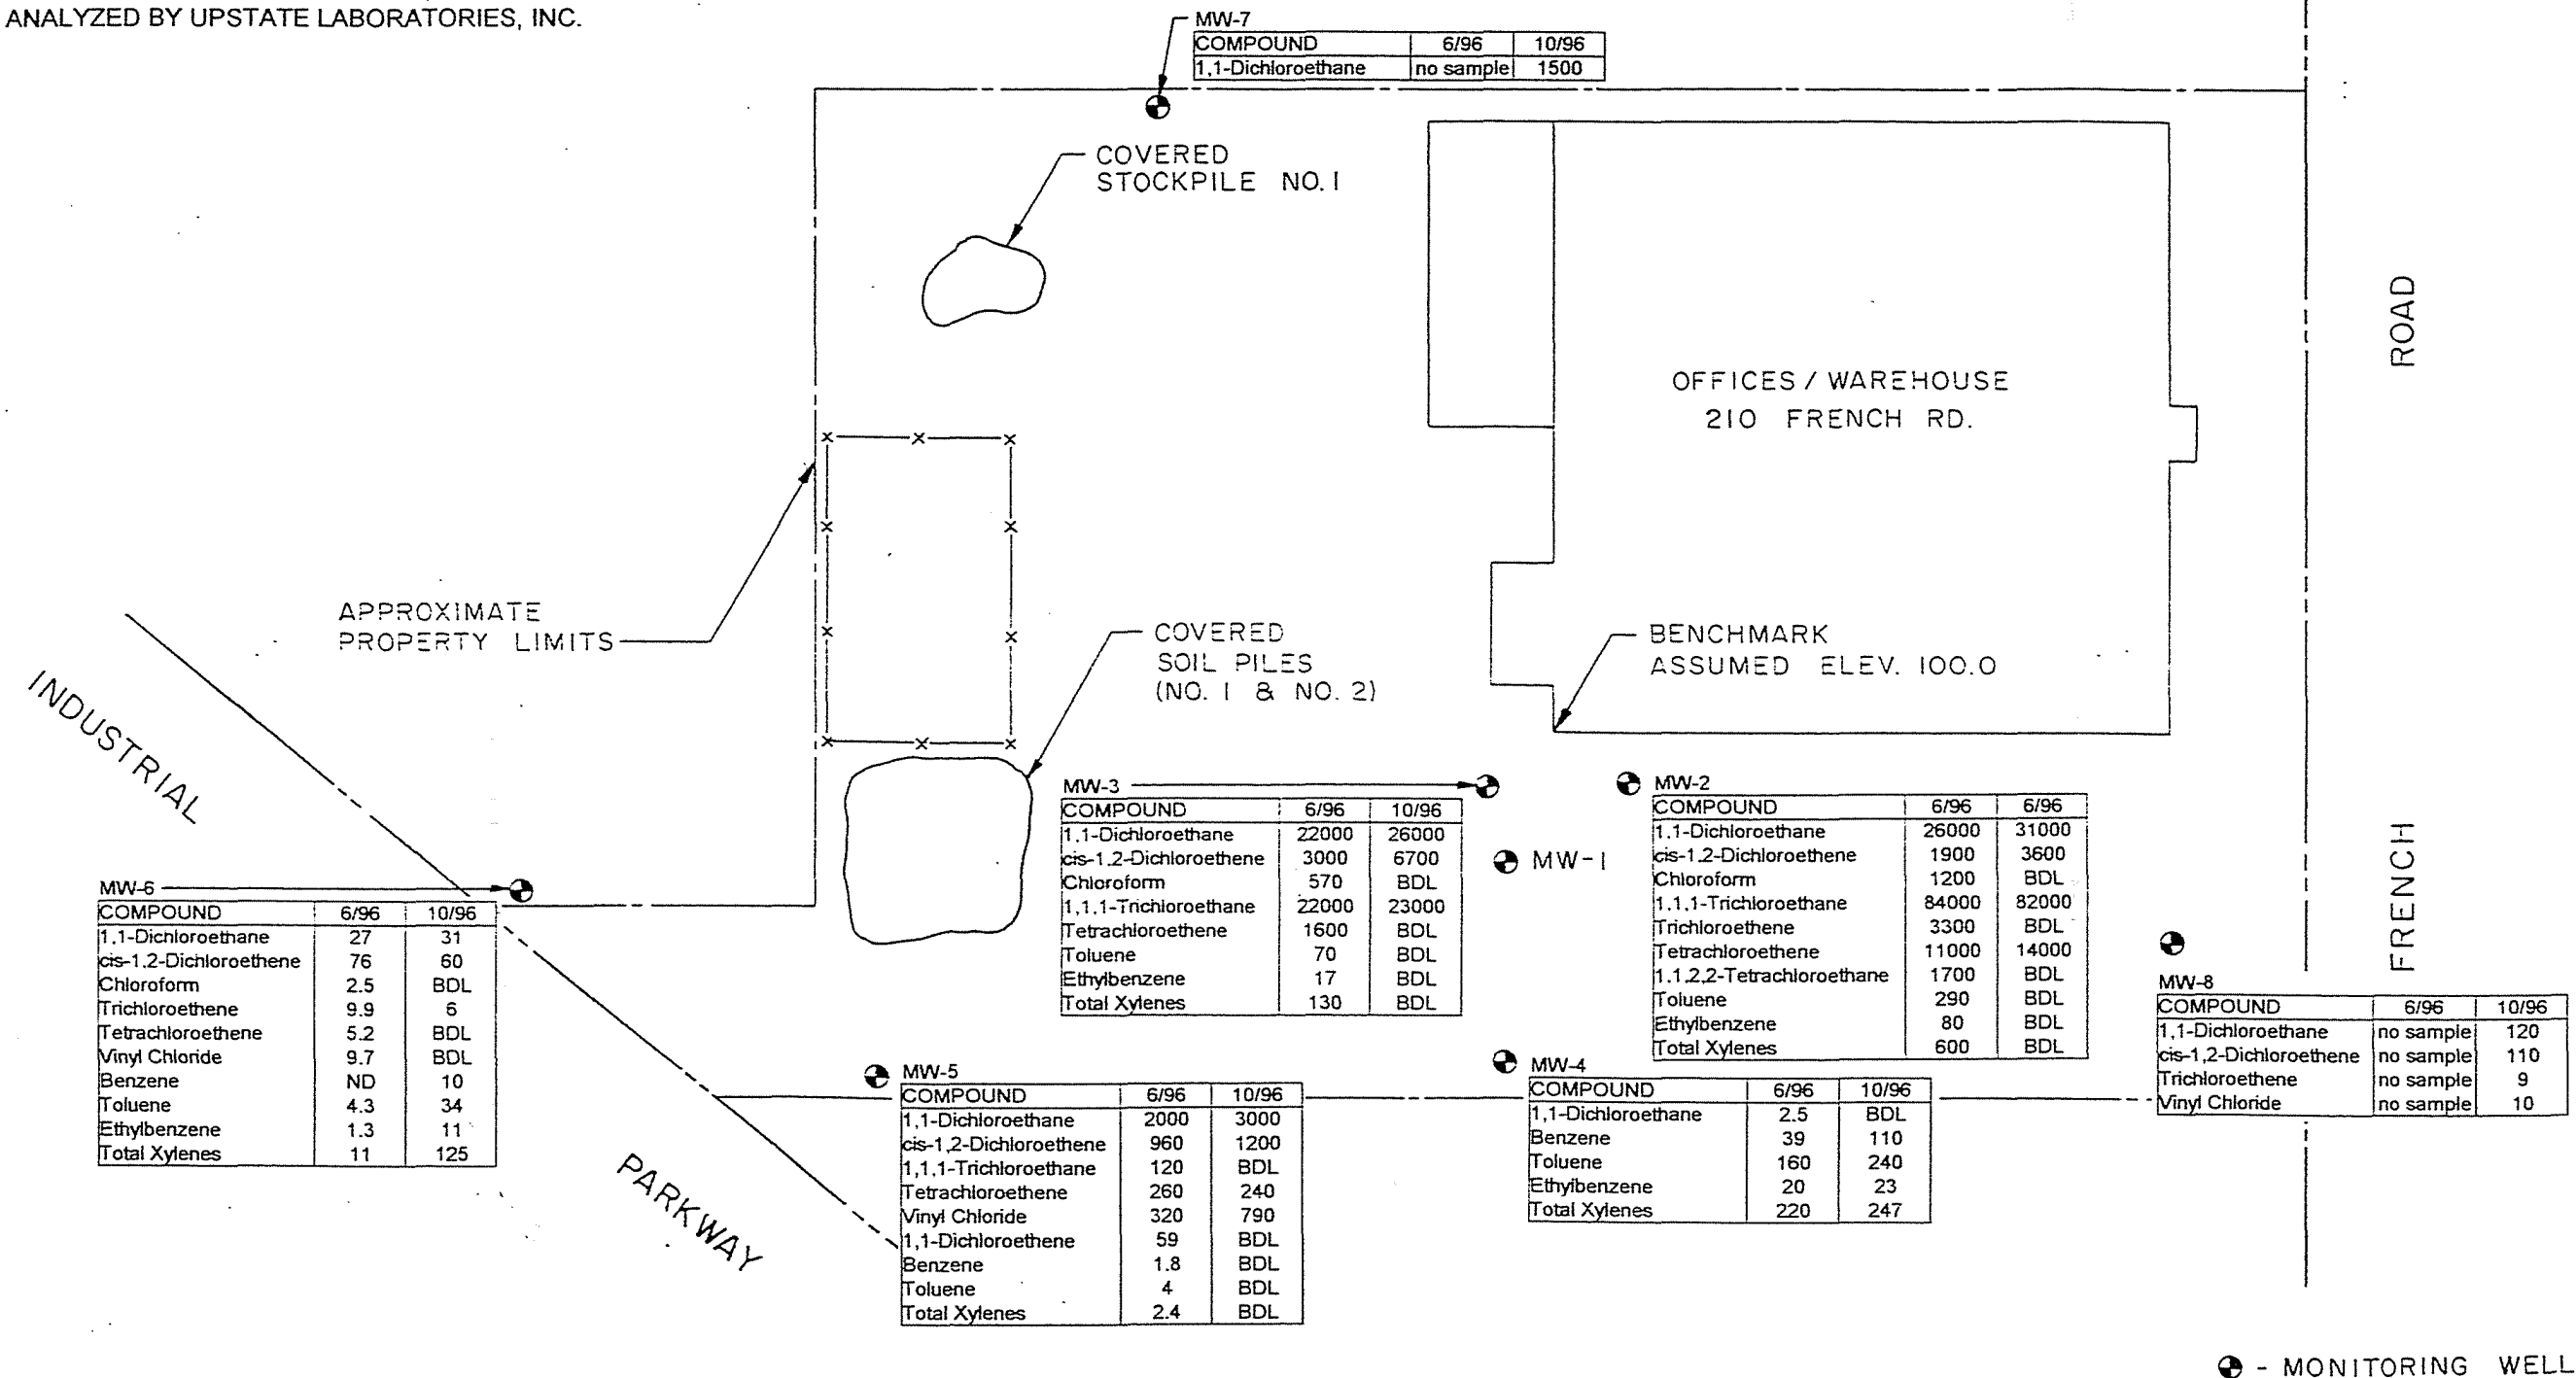 ANALYZED BY UPSTATE LABORATORIES, INC.
MW-7
COMPOUND 6/96 10/96
1,1-Dichloroethane no sample 1500
COVERED
STOCKPILE NO. 1
OFFICES / WAREHOUSE
210 FRENCH RD.
ROAD
FRENCH
APPROXIMATE
PROPERTY LIMITS
COVERED
SOIL PILES
(NO. 1 & NO. 2)
BENCHMARK
ASSUMED ELEV. 100.0
INDUSTRIAL
PARKWAY
MW-3
COMPOUND 6/96 10/96
1,1-Dichloroethane 22000 26000
cis-1,2-Dichloroethene 3000 6700
Chloroform 570 BDL
1,1,1-Trichloroethane 22000 23000
Tetrachloroethene 1600 BDL
Toluene 70 BDL
Ethylbenzene 17 BDL
Total Xylenes 130 BDL
MW-1
MW-2
COMPOUND 6/96 6/96
1,1-Dichloroethane 26000 31000
cis-1,2-Dichloroethene 1900 3600
Chloroform 1200 BDL
1,1,1-Trichloroethane 84000 82000
Trichloroethene 3300 BDL
Tetrachloroethene 11000 14000
1,1,2,2-Tetrachloroethane 1700 BDL
Toluene 290 BDL
Ethylbenzene 80 BDL
Total Xylenes 600 BDL
MW-6
COMPOUND 6/96 10/96
1,1-Dichloroethane 27 31
cis-1,2-Dichloroethene 76 60
Chloroform 2.5 BDL
Trichloroethene 9.9 6
Tetrachloroethene 5.2 BDL
Vinyl Chloride 9.7 BDL
Benzene ND 10
Toluene 4.3 34
Ethylbenzene 1.3 11
Total Xylenes 11 125
MW-8
COMPOUND 6/96 10/96
1,1-Dichloroethane no sample 120
cis-1,2-Dichloroethene no sample 110
Trichloroethene no sample 9
Vinyl Chloride no sample 10
MW-5
COMPOUND 6/96 10/96
1,1-Dichloroethane 2000 3000
cis-1,2-Dichloroethene 960 1200
1,1,1-Trichloroethane 120 BDL
Tetrachloroethene 260 240
Vinyl Chloride 320 790
1,1-Dichloroethene 59 BDL
Benzene 1.8 BDL
Toluene 4 BDL
Total Xylenes 2.4 BDL
MW-4
COMPOUND 6/96 10/96
1,1-Dichloroethane 2.5 BDL
Benzene 39 110
Toluene 160 240
Ethylbenzene 20 23
Total Xylenes 220 247
- MONITORING WELL